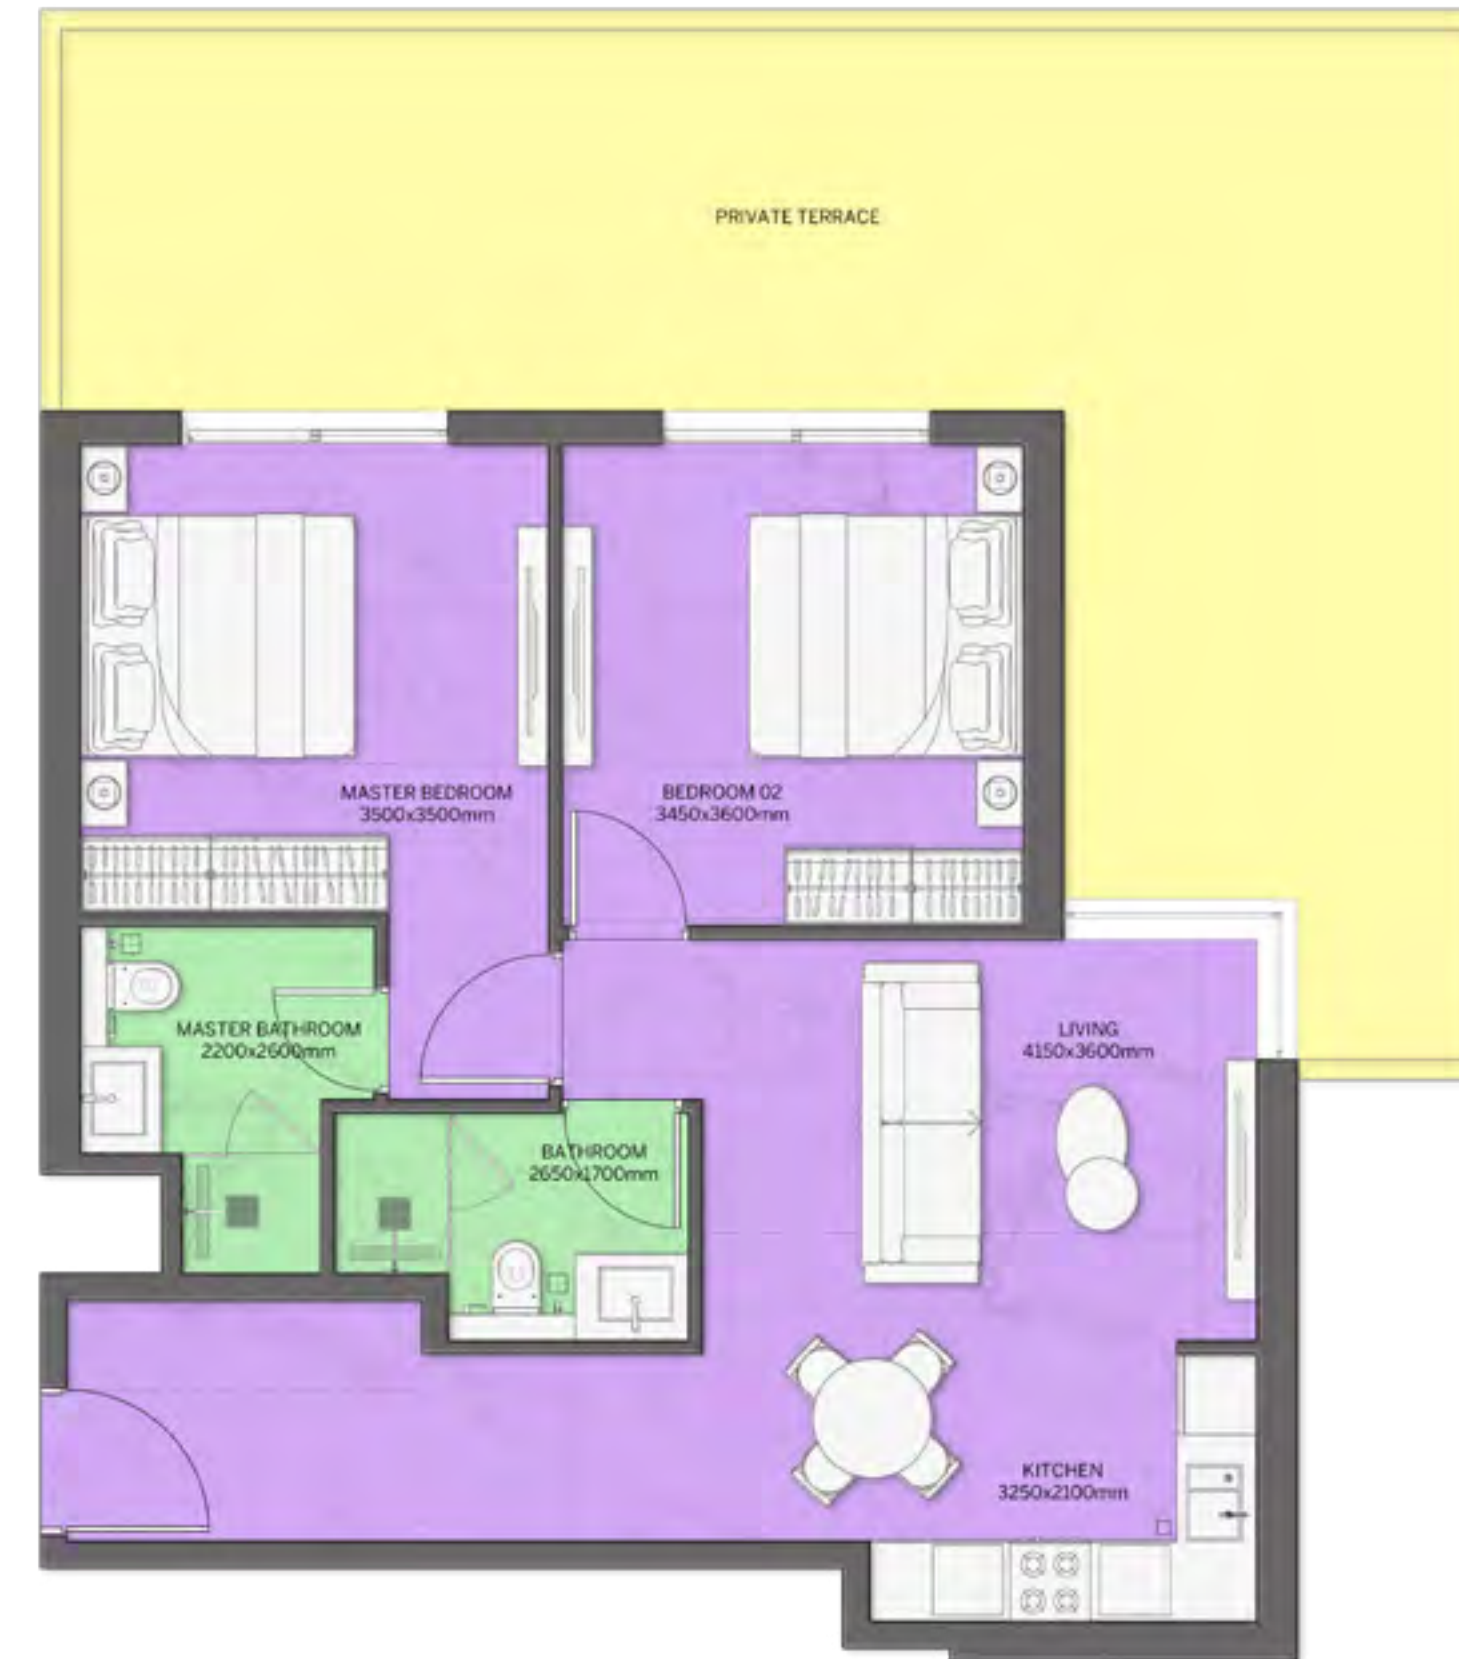 PRIVATE TERRACE
MASTER BEDROOM
3500x3500mm
BEDROOM 02
3450x3600mm
MASTER BATHROOM
2200x2600mm
LIVING
4150x3600mm
BATHROOM
2650x1700mm
KITCHEN
3250x2100mm